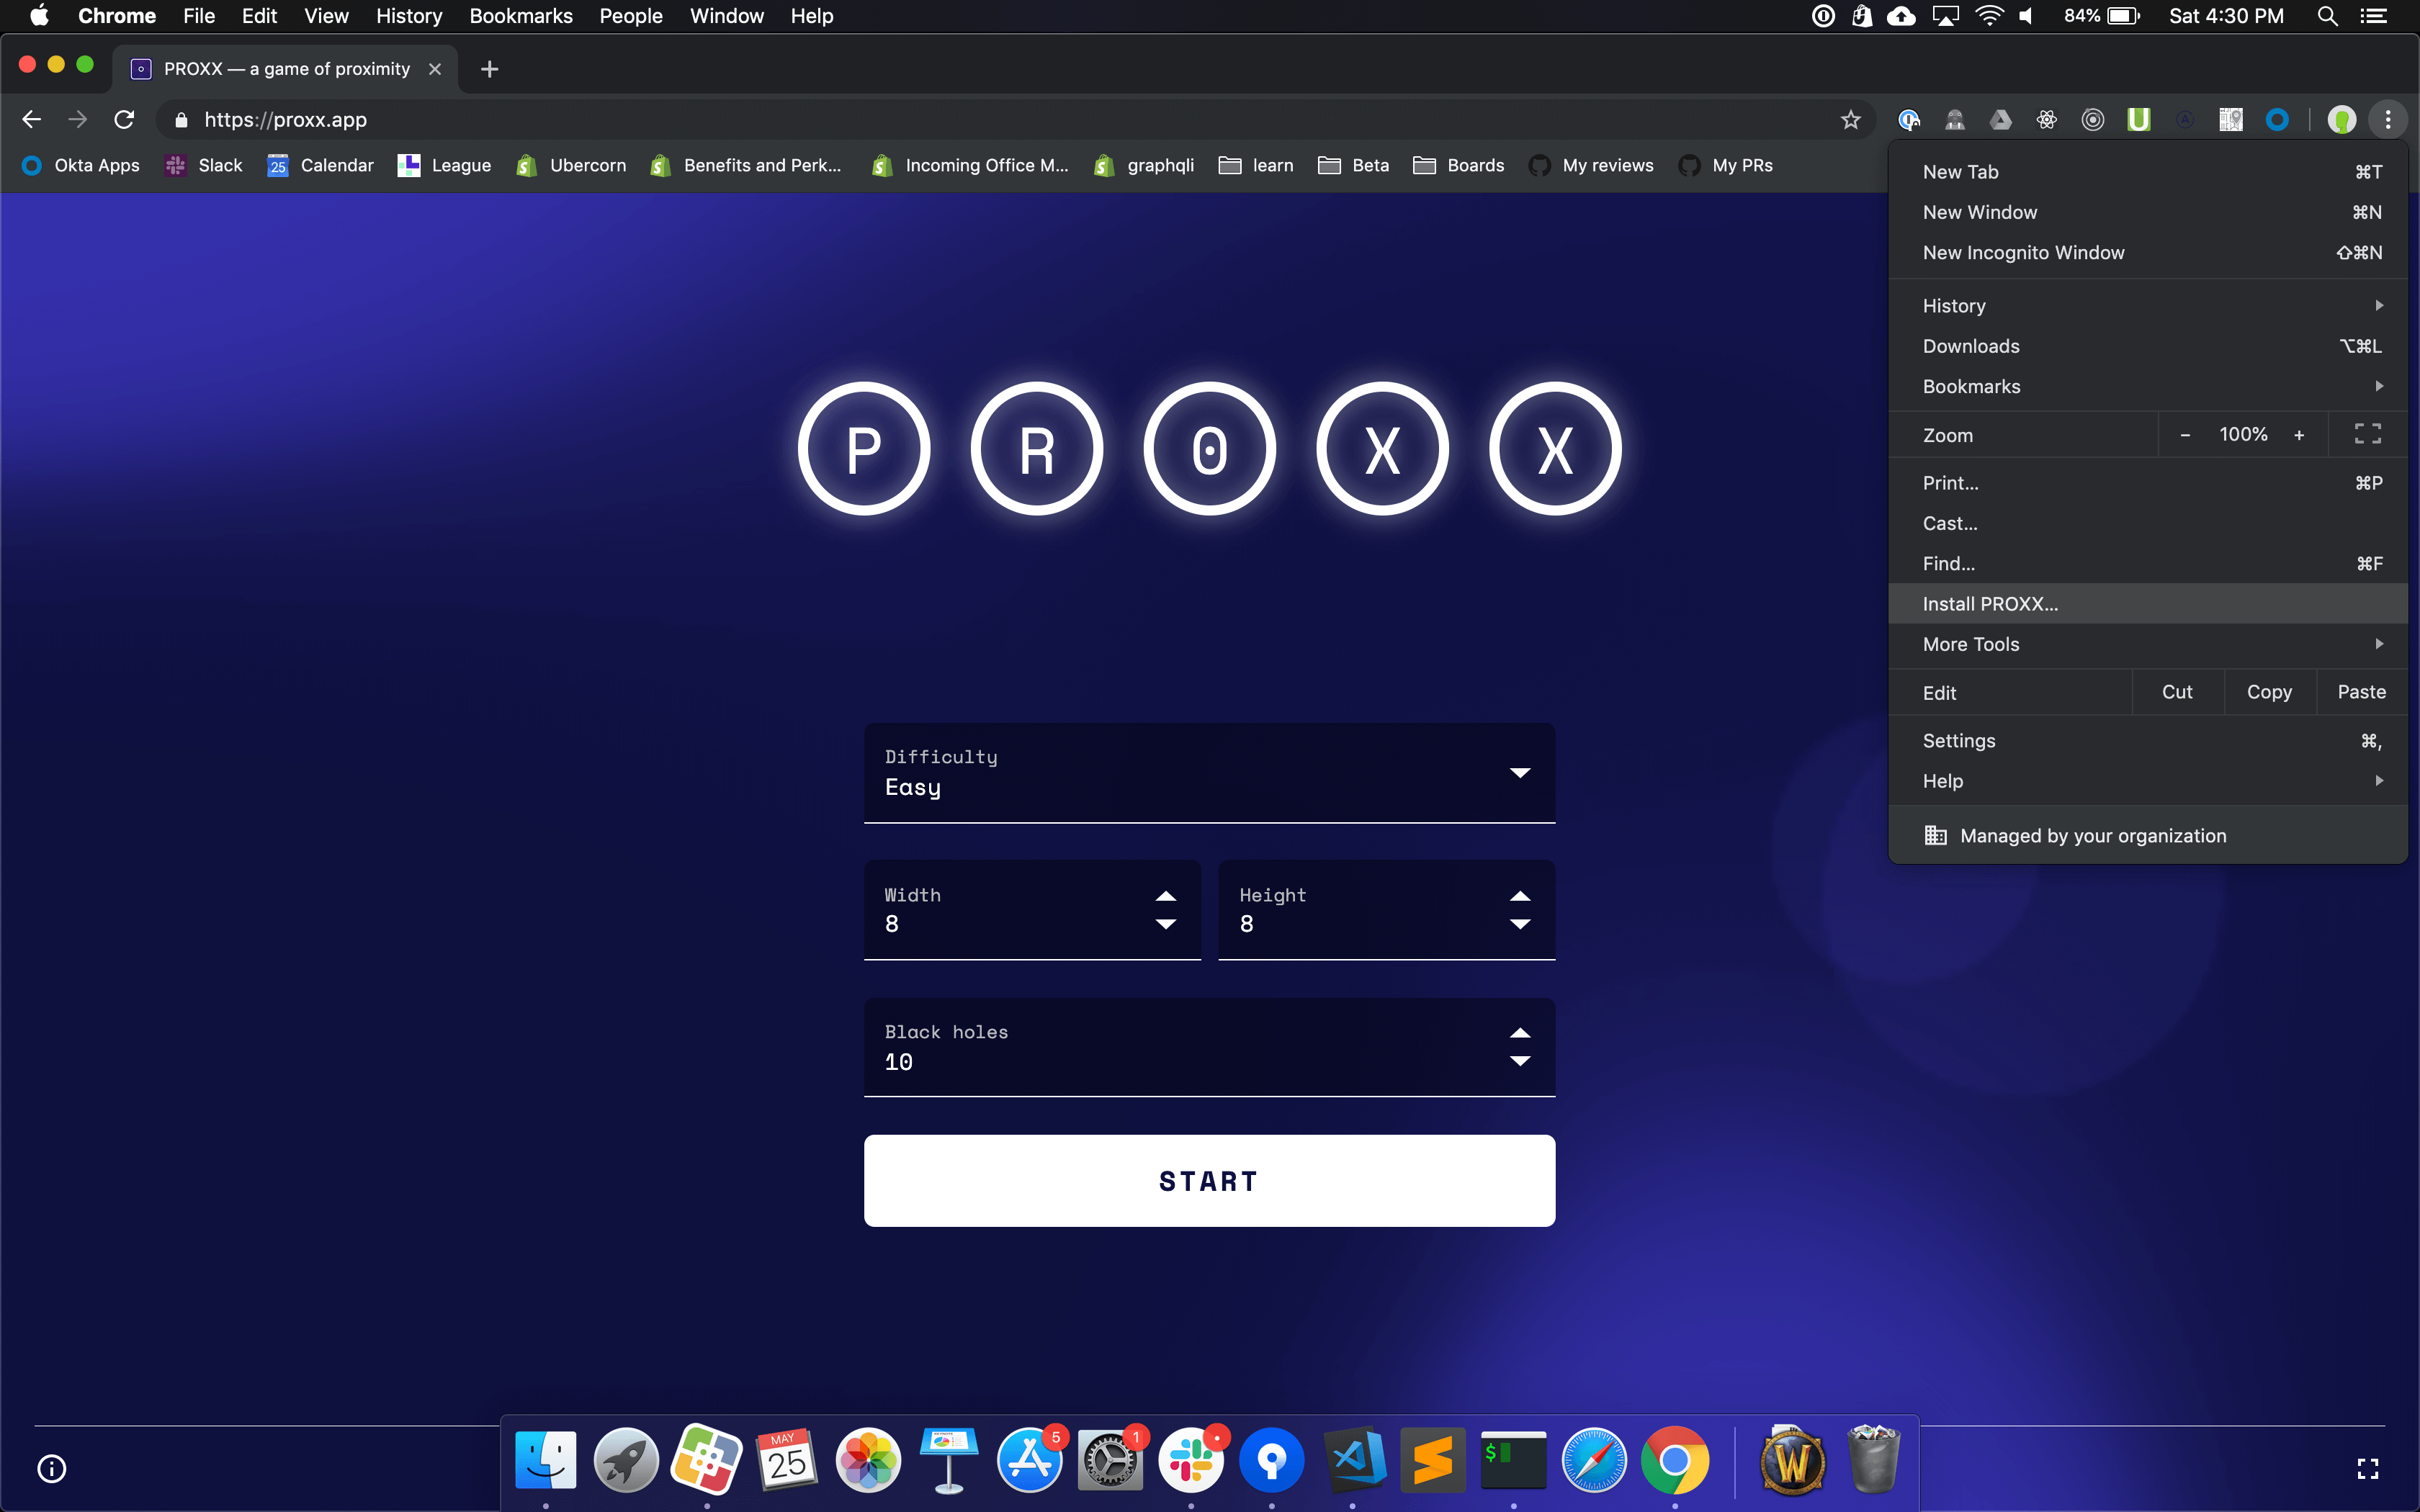 Chrome File Edit View History Bookmarks People Window Help 84% Sat 4:30 PM
PROXX — a game of proximity
https://proxx.app
Okta Apps Slack 25 Calendar League Ubercorn Benefits and Perk... Incoming Office M... graphqli learn Beta Boards My reviews My PRs
New Tab ⌘T
New Window ⌘N
New Incognito Window ⇧⌘N
History
Downloads ⌥⌘L
Bookmarks
Zoom - 100% +
Print... ⌘P
Cast...
Find... ⌘F
Install PROXX...
More Tools
Edit Cut Copy Paste
Settings ⌘,
Help
Managed by your organization
P R 0 X X
Difficulty
Easy
Width
8
Height
8
Black holes
10
START
MAY
25
5
1
$
W